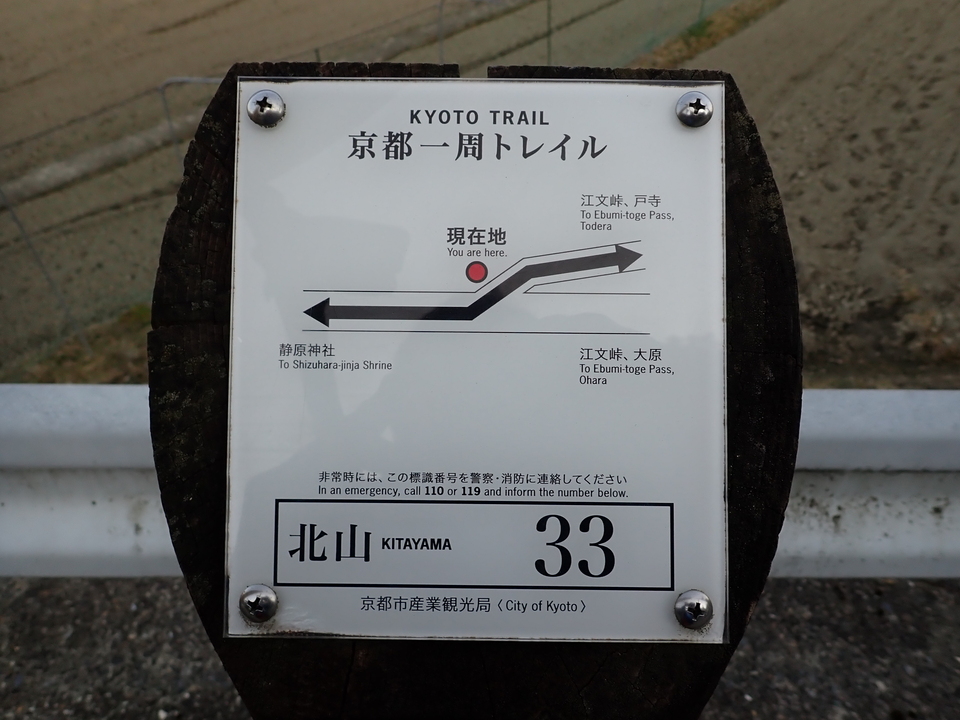 KYOTO TRAIL
京都一周トレイル
江文峠、戸寺
To Ebumi-toge Pass,
Todera
現在地
You are here.
静原神社
To Shizuhara-jinja Shrine
江文峠、大原
To Ebumi-toge Pass,
Ohara
非常時には、この標識番号を警察・消防に連絡してください
In an emergency, call 110 or 119 and inform the number below.
北山 KITAYAMA 33
京都市産業観光局〈City of Kyoto〉